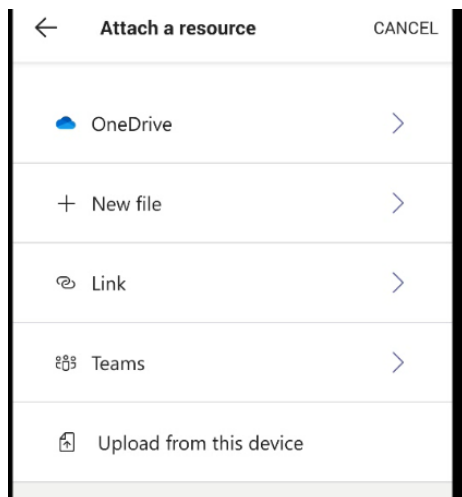 Attach a resource CANCEL
OneDrive
New file
Link
Teams
Upload from this device